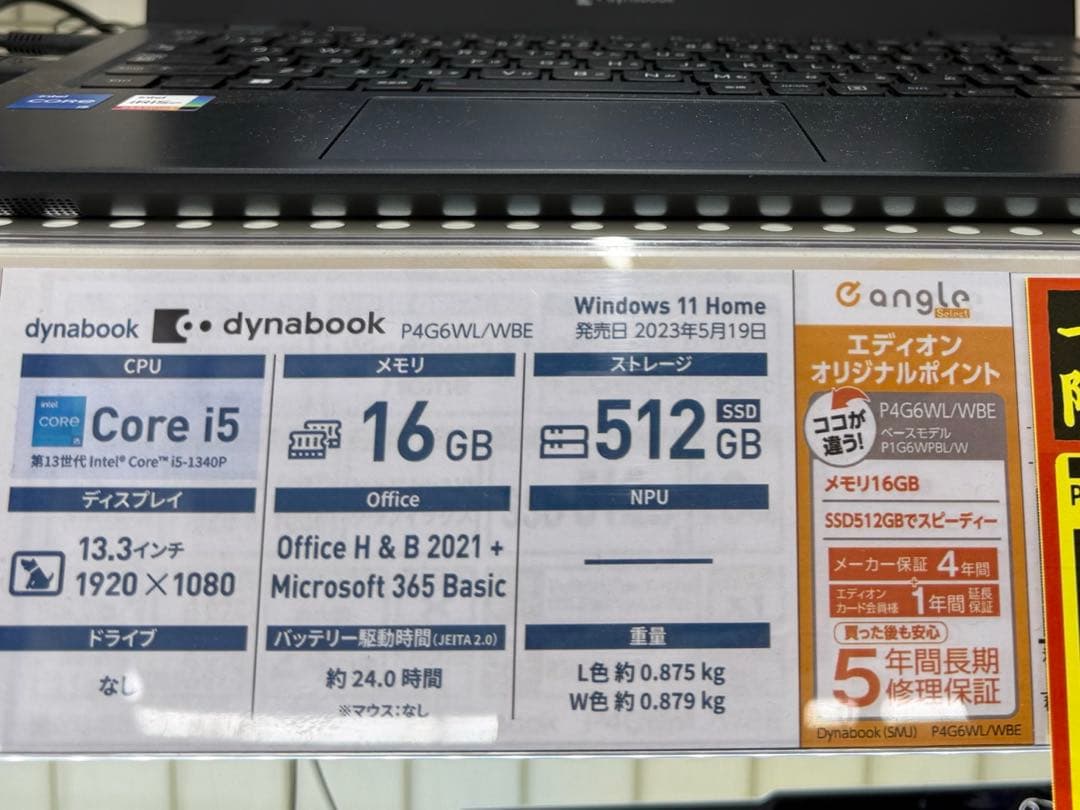 intel
CORE
i5
intel
dynabook dynabook P4G6WL/WBE
Windows 11 Home
発売日 2023年5月19日
CPU
intel
CORE
i5
Core i5
第13世代 Intel® Core™ i5-1340P
メモリ
16 GB
ストレージ
512 SSD GB
ディスプレイ
13.3インチ
1920×1080
Office
Office H & B 2021 +
Microsoft 365 Basic
NPU
ドライブ
なし
バッテリー駆動時間(JEITA 2.0)
約 24.0 時間
※マウス:なし
重量
L色 約 0.875 kg
W色 約 0.879 kg
angle
Select
エディオン
オリジナルポイント
ココが
違う!
P4G6WL/WBE
ベースモデル
P1G6WPBL/W
メモリ16GB
SSD512GBでスピーディー
メーカー保証 4年間
+
エディオン
カード会員様 1年間 延長
保証
買った後も安心
5年間長期
修理保証
Dynabook (SMJ) P4G6WL/WBE